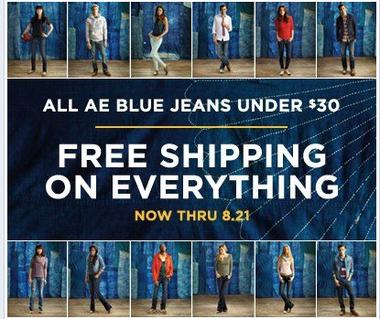 ALL AE BLUE JEANS UNDER $30
FREE SHIPPING
ON EVERYTHING
NOW THRU 8.21